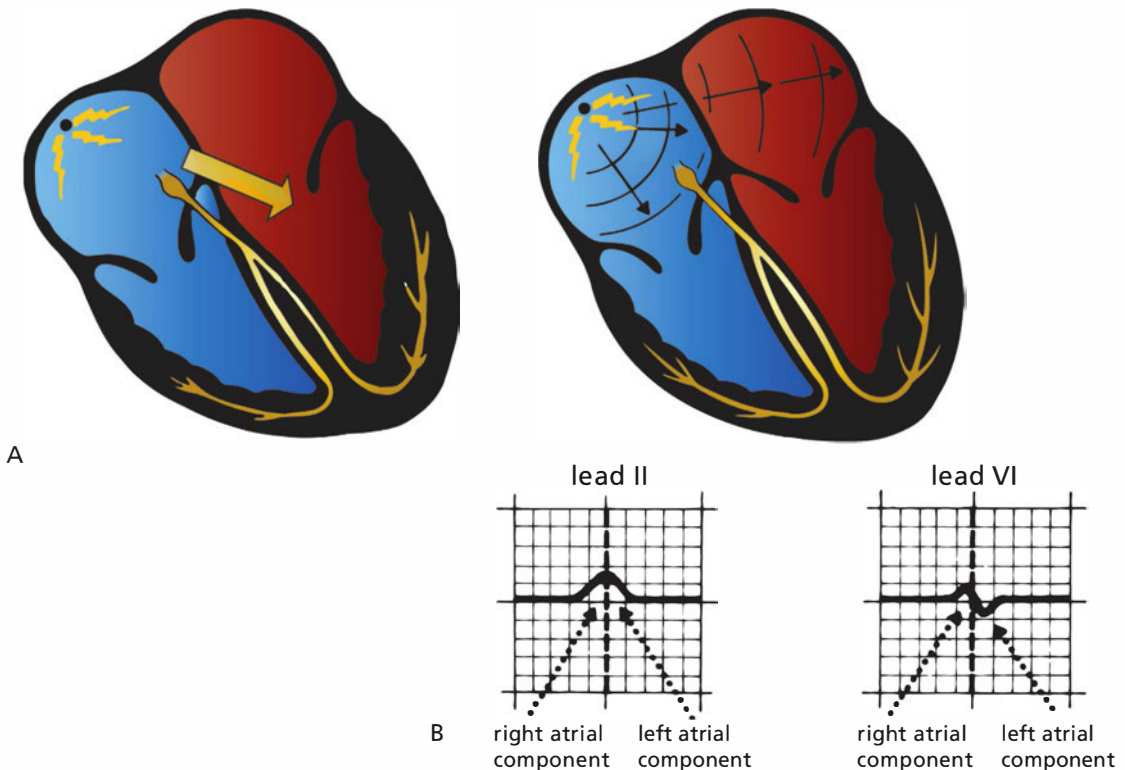 A
lead II
lead VI
B
right atrial component
left atrial component
right atrial component
left atrial component